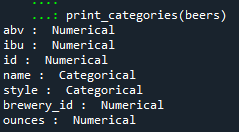 ....:
...: print_categories(beers)
abv :  Numerical
ibu :  Numerical
id :  Numerical
name :  Categorical
style :  Categorical
brewery_id :  Numerical
ounces :  Numerical